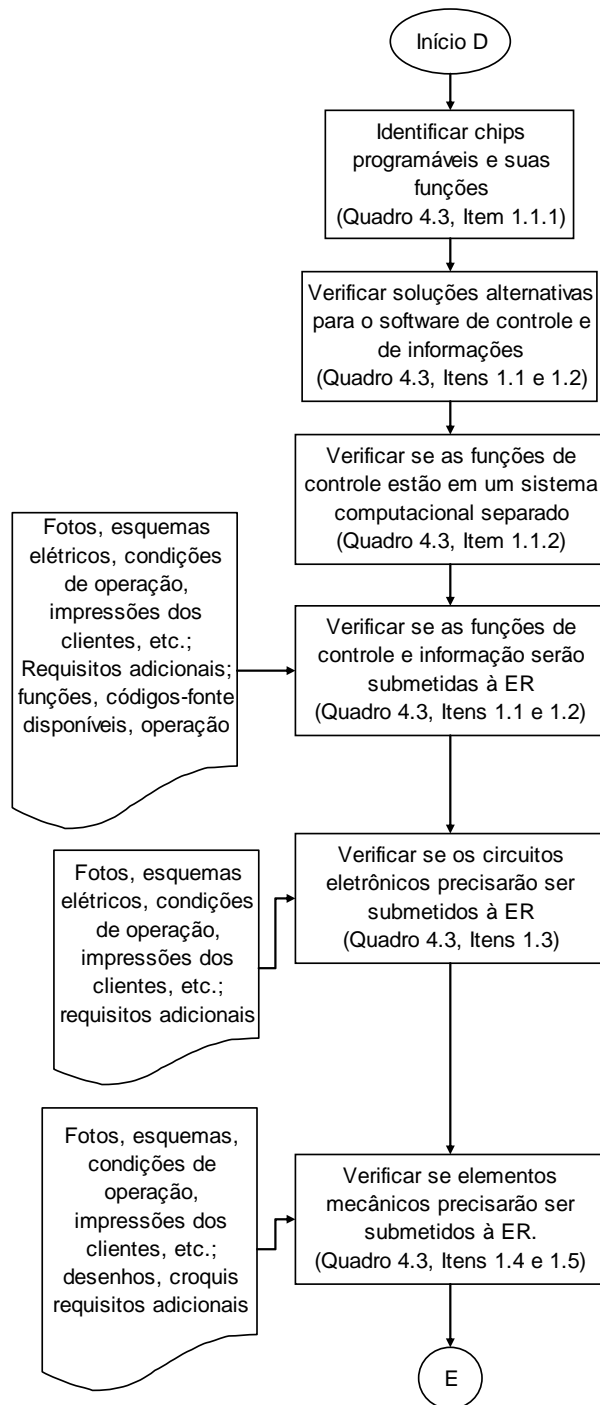 Início D
Identificar chips
programáveis e suas
funções
(Quadro 4.3, Item 1.1.1)
Verificar soluções alternativas
para o software de controle e
de informações
(Quadro 4.3, Itens 1.1 e 1.2)
Verificar se as funções de
controle estão em um sistema
computacional separado
(Quadro 4.3, Item 1.1.2)
Fotos, esquemas
elétricos, condições
de operação,
impressões dos
clientes, etc.;
Requisitos adicionais;
funções, códigos-fonte
disponíveis, operação
Verificar se as funções de
controle e informação serão
submetidas à ER
(Quadro 4.3, Itens 1.1 e 1.2)
Fotos, esquemas
elétricos, condições
de operação,
impressões dos
clientes, etc.;
requisitos adicionais
Verificar se os circuitos
eletrônicos precisarão ser
submetidos à ER
(Quadro 4.3, Itens 1.3)
Fotos, esquemas,
condições de
operação,
impressões dos
clientes, etc.;
desenhos, croquis
requisitos adicionais
Verificar se elementos
mecânicos precisarão ser
submetidos à ER.
(Quadro 4.3, Itens 1.4 e 1.5)
E